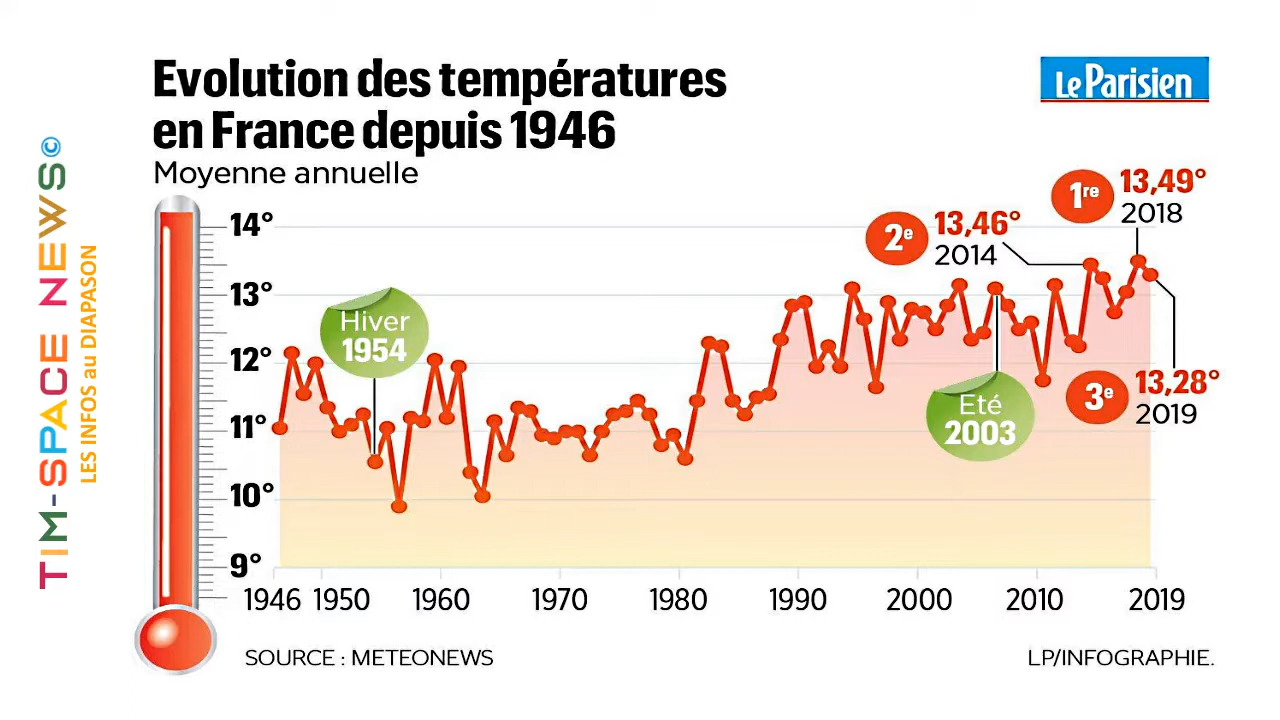 Evolution des températures
en France depuis 1946
Moyenne annuelle
Le Parisien
TIM-SPACE NEWS©
LES INFOS au DIAPASON
14°
13°
12°
11°
10°
9°
Hiver
1954
2e
13,46°
2014
1re
13,49°
2018
Eté
2003
3e
13,28°
2019
1946 1950 1960 1970 1980 1990 2000 2010 2019
SOURCE : METEONEWS
LP/INFOGRAPHIE.